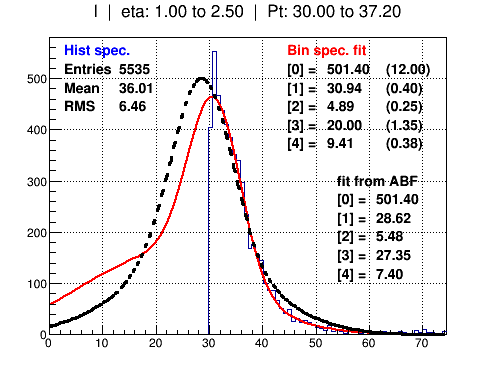 I | eta: 1.00 to 2.50 | Pt: 30.00 to 37.20
Hist spec.
Entries 5535
Mean 36.01
RMS 6.46
Bin spec. fit
[0] = 501.40 (12.00)
[1] = 30.94 (0.40)
[2] = 4.89 (0.25)
[3] = 20.00 (1.35)
[4] = 9.41 (0.38)
fit from ABF
[0] = 501.40
[1] = 28.62
[2] = 5.48
[3] = 27.35
[4] = 7.40
500
400
300
200
100
0
0 10 20 30 40 50 60 70